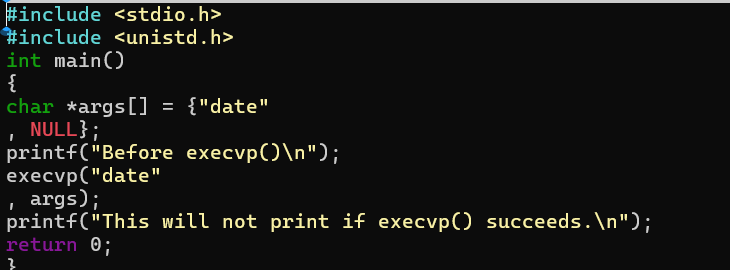 #include <stdio.h>
#include <unistd.h>
int main()
{
char *args[] = {"date"
, NULL};
printf("Before execvp()\n");
execvp("date"
, args);
printf("This will not print if execvp() succeeds.\n");
return 0;
}